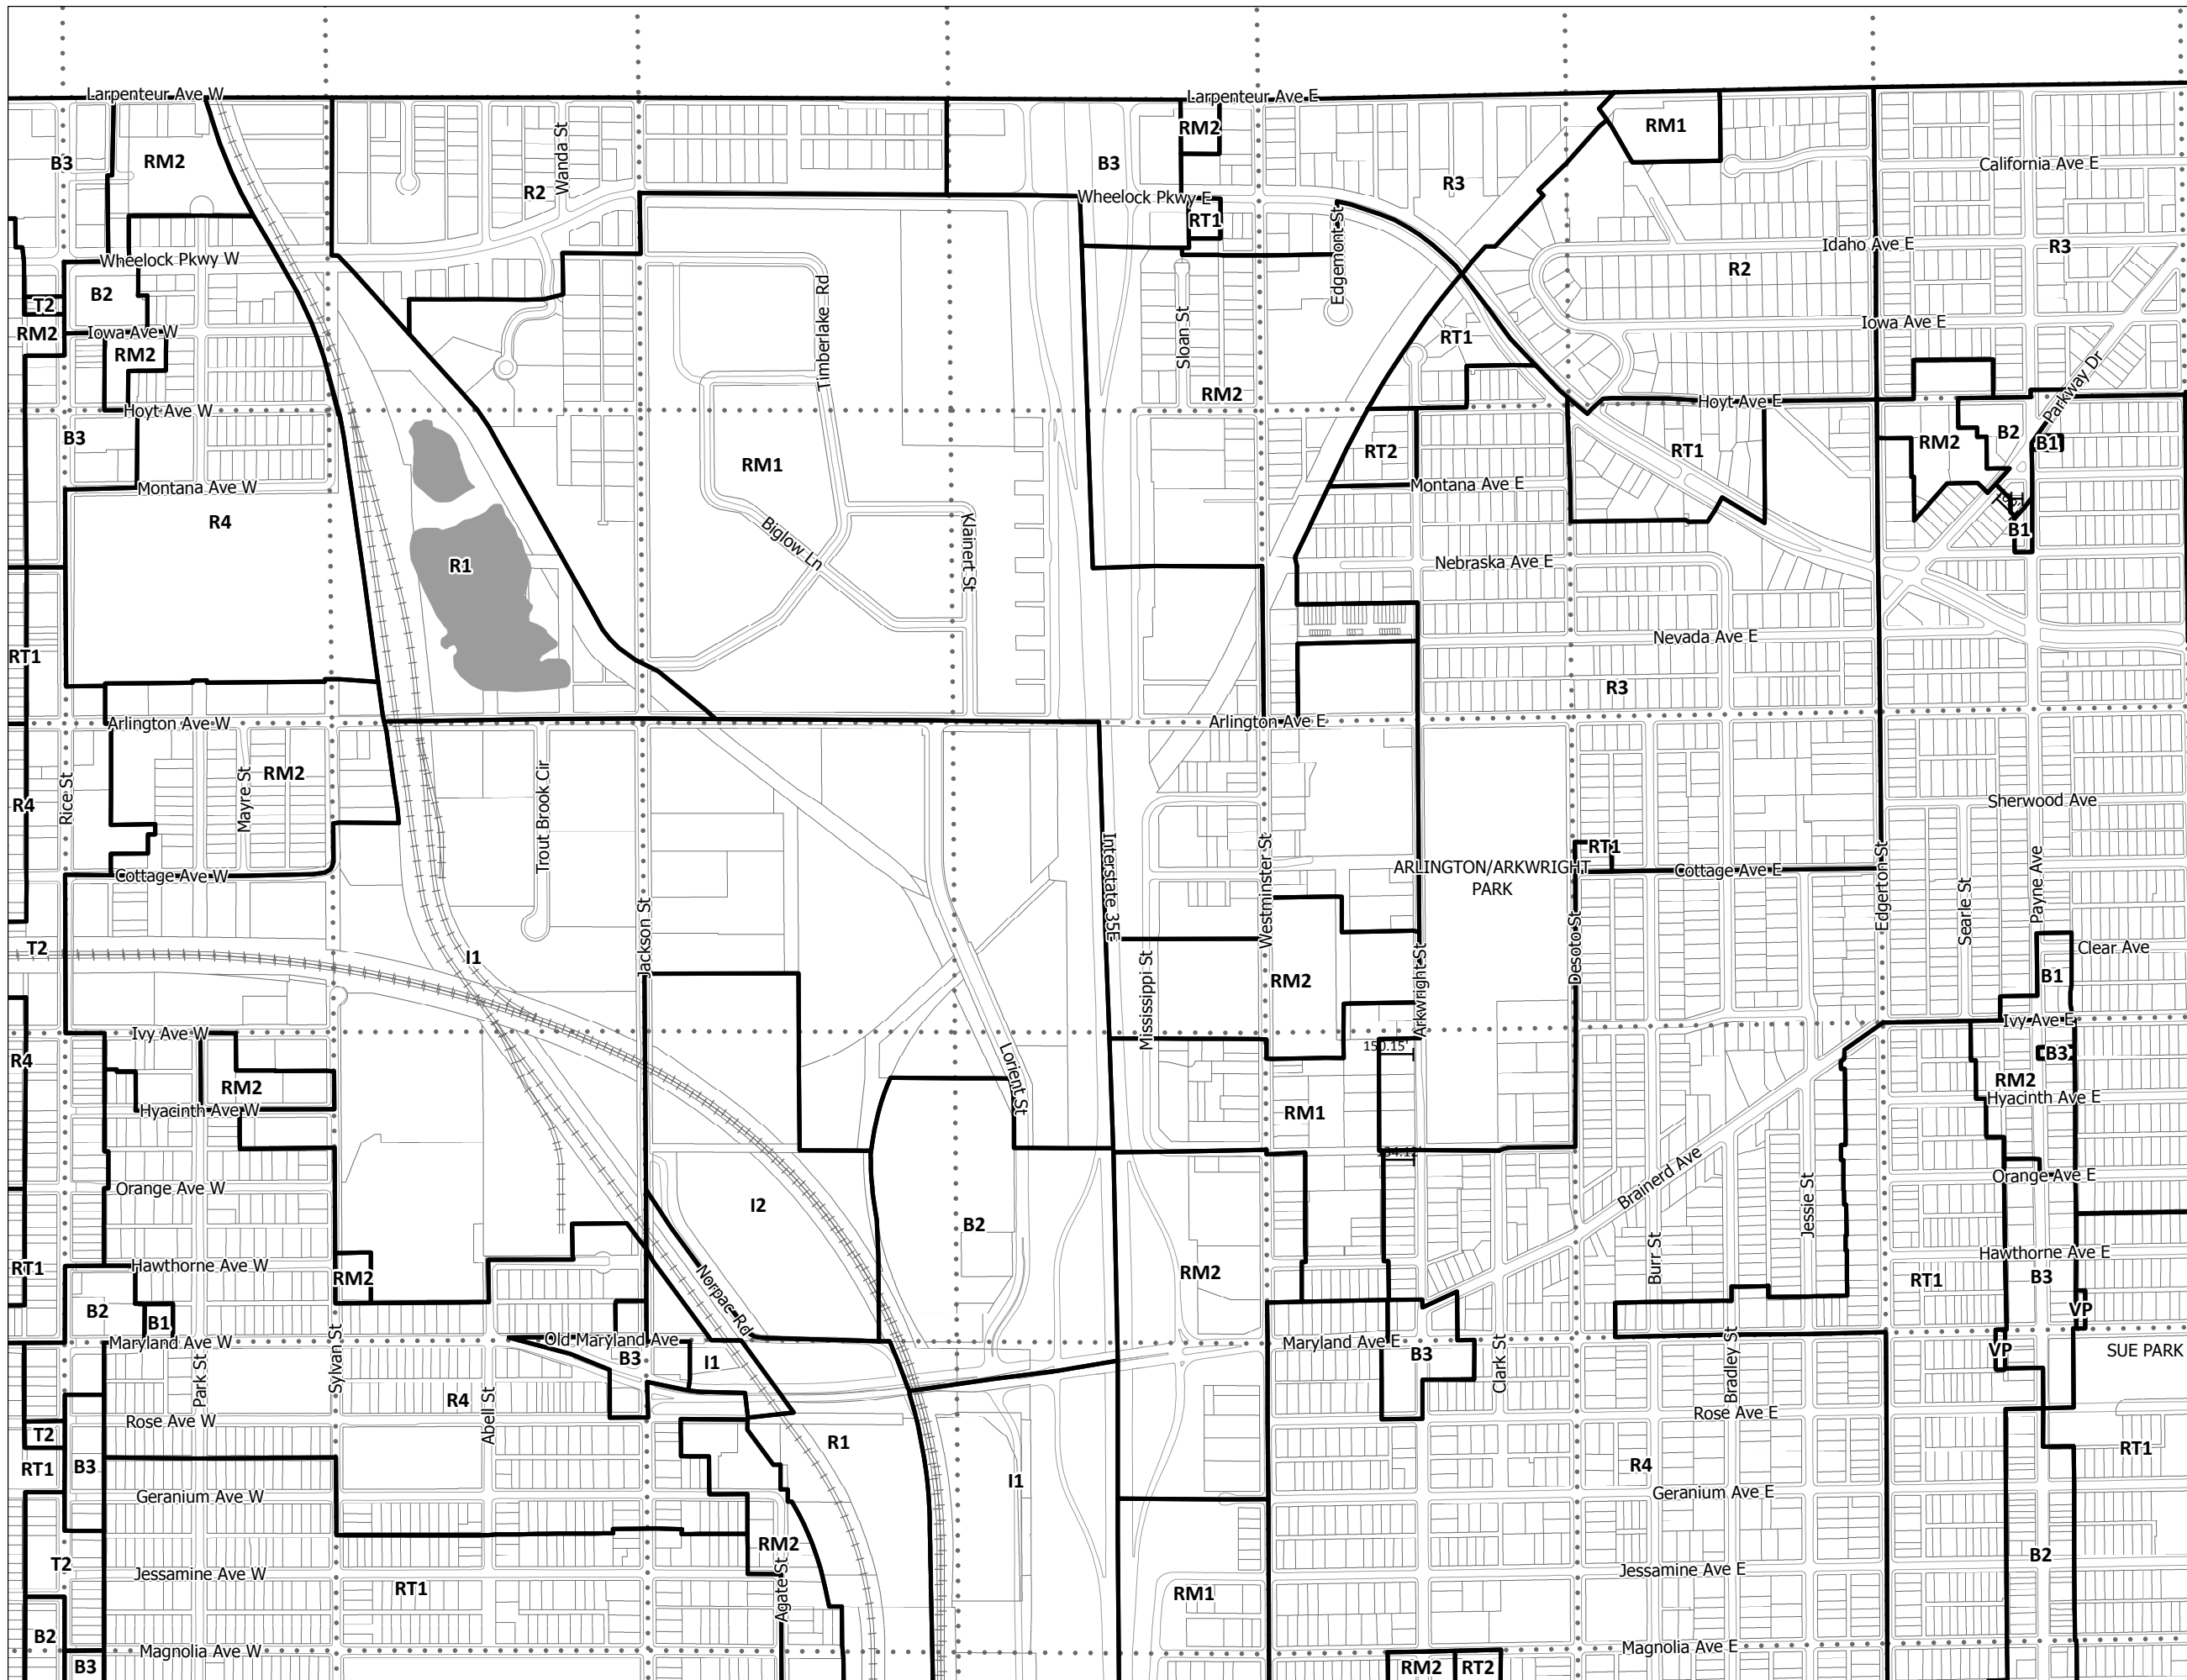 Larpenteur Ave W
Larpenteur Ave E
RM2
RM1
B3
RM2
B3
California Ave E
R2
Wanda St
R3
Wheelock Pkwy E
RT1
Edgemont St
Idaho Ave E
R3
Wheelock Pkwy W
R2
B2
T2
Timberlake Rd
Iowa Ave E
Iowa Ave W
RM2
RM2
Sloan St
RT1
Parkway Dr
RM2
Hoyt Ave W
Hoyt Ave E
B3
RM2
B2
B1
RM1
RT2
RT1
Montana Ave W
Montana Ave E
R4
Biglow Ln
Klainert St
B1
R1
Nebraska Ave E
Nevada Ave E
RT1
R3
Arlington Ave W
Arlington Ave E
RM2
Mayre St
Rice St
R4
Trout Brook Cir
Sherwood Ave
Interstate 35E
Westminster St
RT1
ARLINGTON/ARKWRIGHT
PARK
Cottage Ave W
Cottage Ave E
Edgerton St
Searle St
Payne Ave
Jackson St
Desoto St
T2
I1
Clear Ave
Mississippi St
RM2
Arkwright St
B1
Ivy Ave W
Ivy Ave E
150.15'
R4
RM2
Lorient St
B3
RM2
Hyacinth Ave W
RM1
Hyacinth Ave E
Orange Ave W
Orange Ave E
Brainerd Ave
Jessie St
I2
B2
Burr St
Hawthorne Ave W
Hawthorne Ave E
RT1
RM2
RM2
RT1
B3
Norpac Rd
B2
B1
VP
Maryland Ave W
Old Maryland Ave
Maryland Ave E
VP
SUE PARK
B3
I1
B3
Park St
Sylvan St
Clark St
Bradley St
R4
Abell St
Rose Ave W
Rose Ave E
T2
R1
RT1
RT1
B3
R4
I1
Geranium Ave W
Geranium Ave E
RM2
T2
B2
Jessamine Ave W
Jessamine Ave E
RT1
Agate St
RM1
B2
Magnolia Ave W
Magnolia Ave E
B3
RM2
RT2